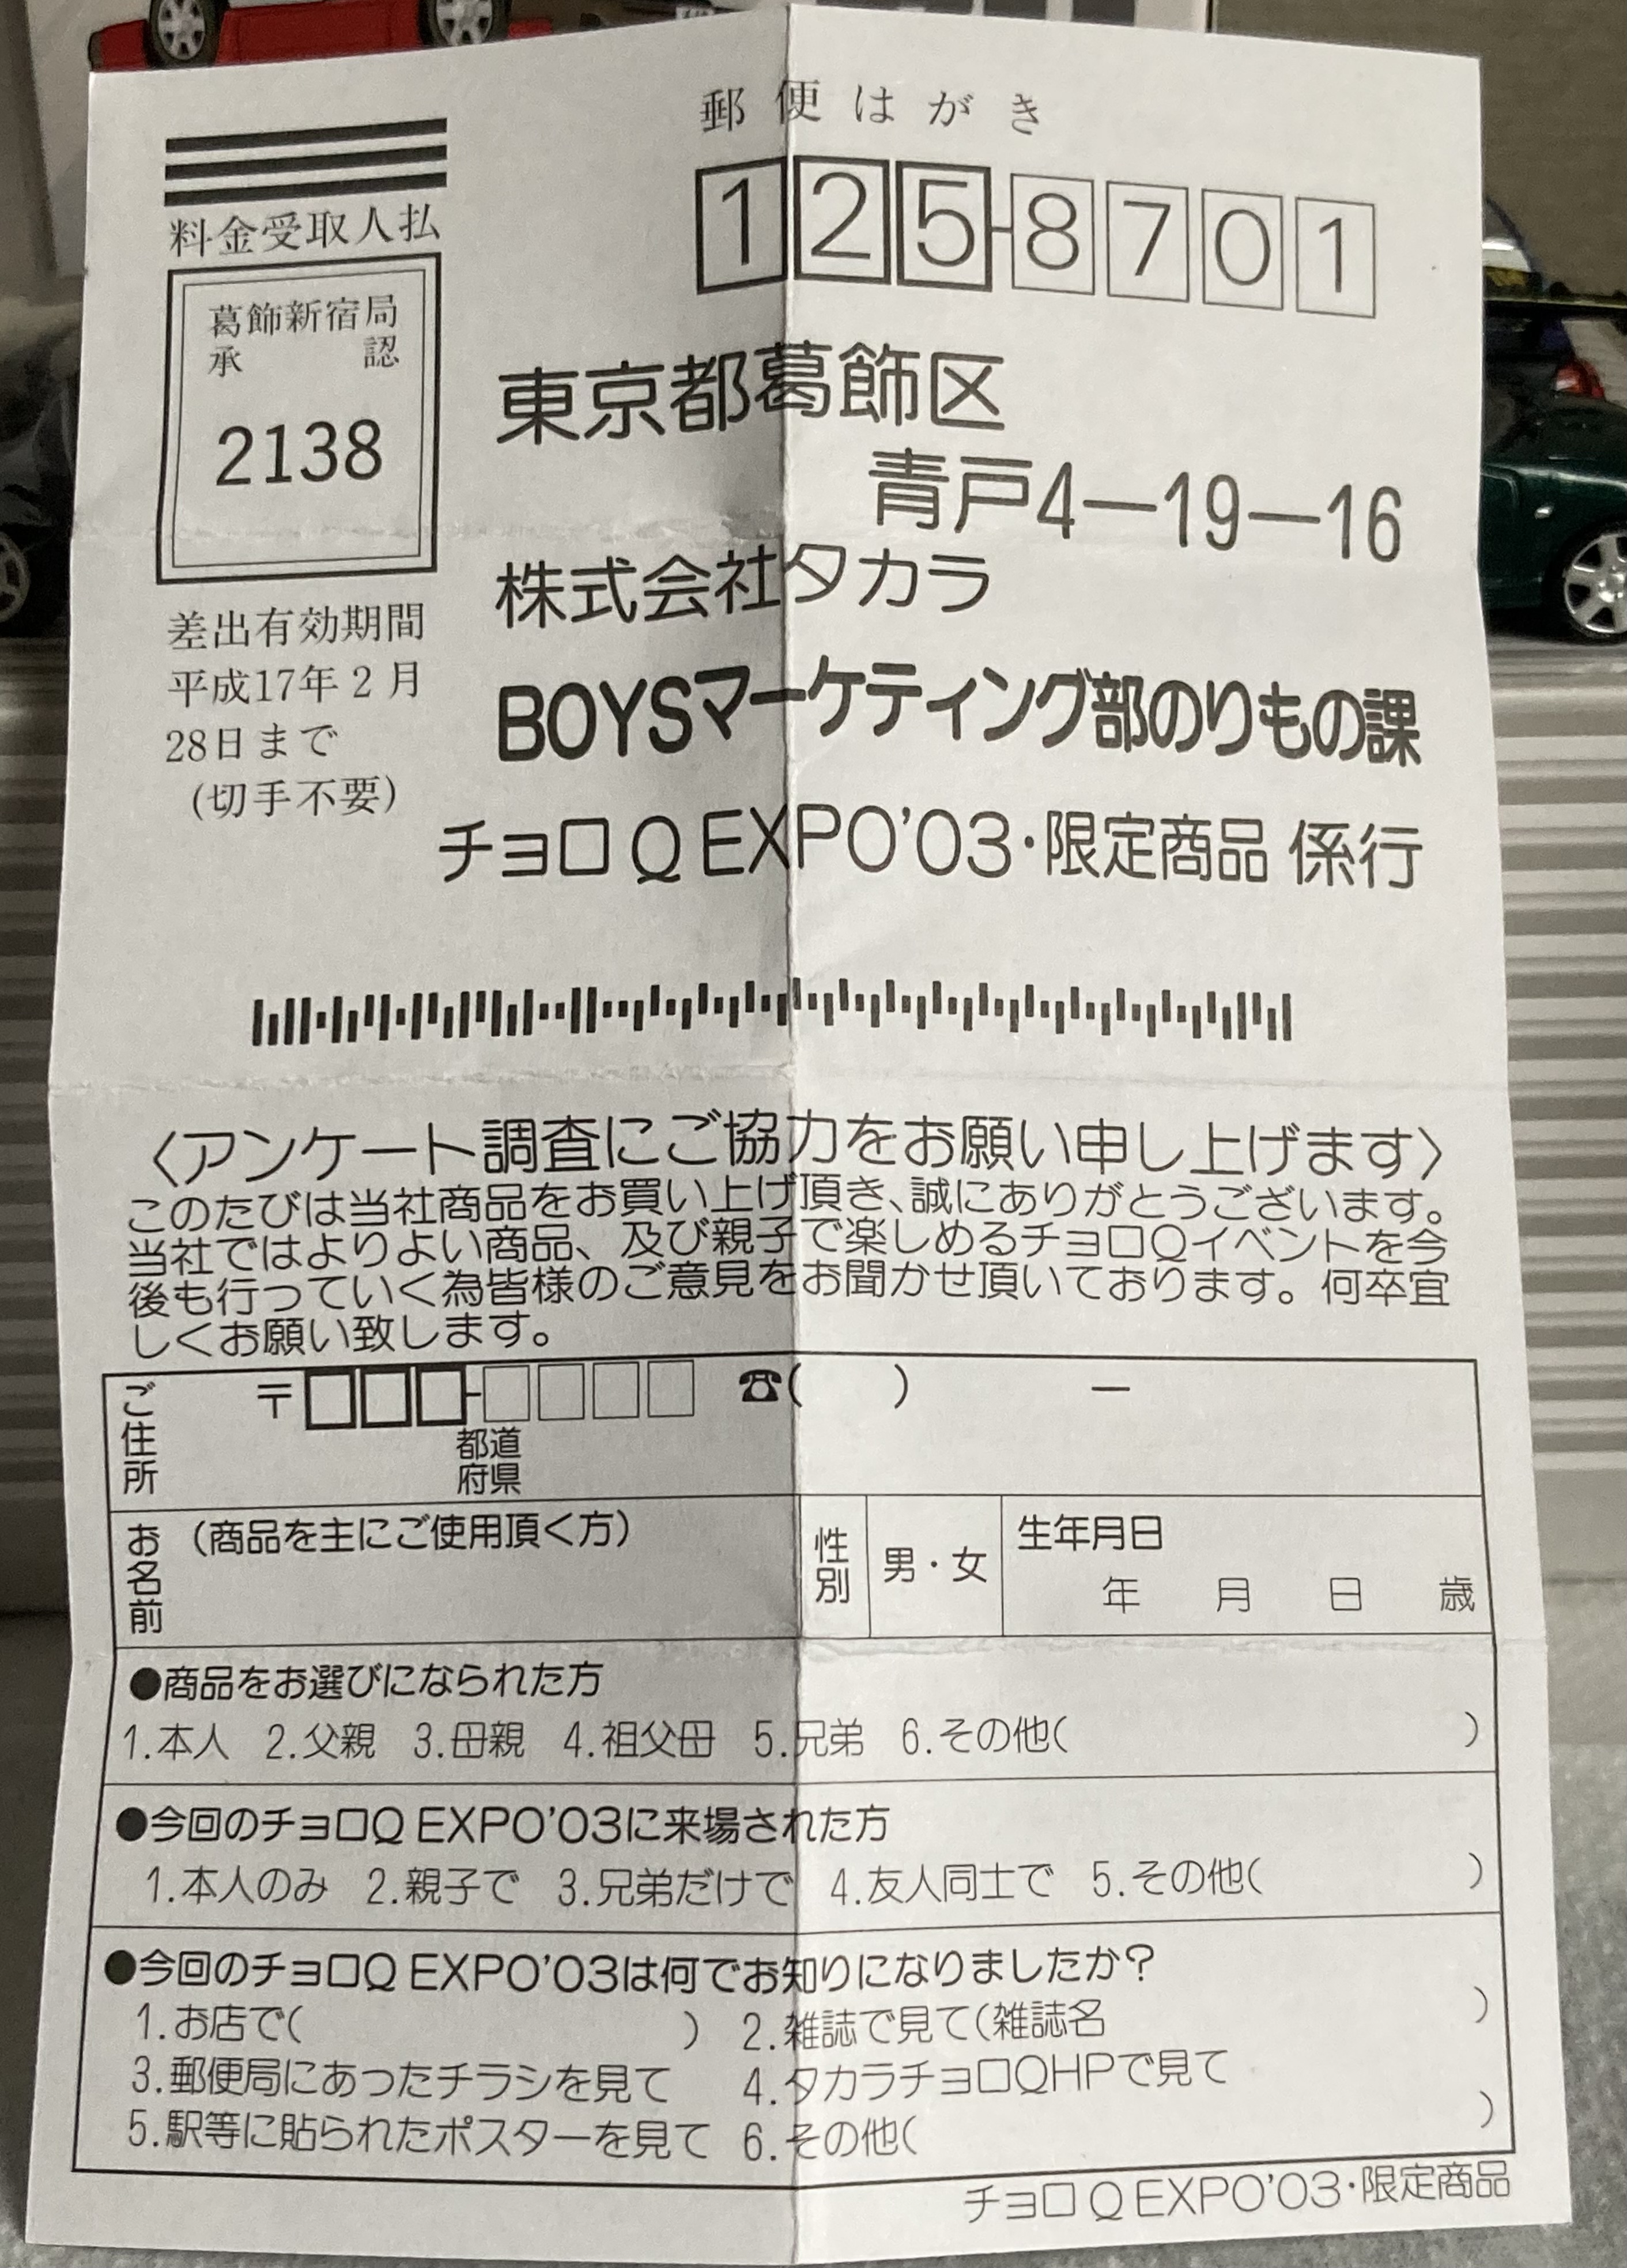 郵便はがき
料金受取人払
125-8701
葛飾新宿局
承認
2138
差出有効期間
平成17年2月
28日まで
(切手不要)
東京都葛飾区
青戸4―19―16
株式会社タカラ
BOYSマーケティング部のりもの課
チョロQ EXPO'03・限定商品 係行
〈アンケート調査にご協力をお願い申し上げます〉
このたびは当社商品をお買い上げ頂き、誠にありがとうございます。
当社ではよりよい商品、及び親子で楽しめるチョロQイベントを今
後も行っていく為皆様のご意見をお聞かせ頂いております。何卒宜
しくお願い致します。
ご住所 〒□□□-□□□□ ☎( ) ―
都道
府県
お名前 (商品を主にご使用頂く方) 性別 男・女 生年月日
年 月 日 歳
●商品をお選びになられた方
1.本人 2.父親 3.母親 4.祖父母 5.兄弟 6.その他( )
●今回のチョロQ EXPO'03に来場された方
1.本人のみ 2.親子で 3.兄弟だけで 4.友人同士で 5.その他( )
●今回のチョロQ EXPO'03は何でお知りになりましたか?
1.お店で( ) 2.雑誌で見て(雑誌名 )
3.郵便局にあったチラシを見て 4.タカラチョロQHPで見て
5.駅等に貼られたポスターを見て 6.その他( )
チョロQ EXPO'03・限定商品